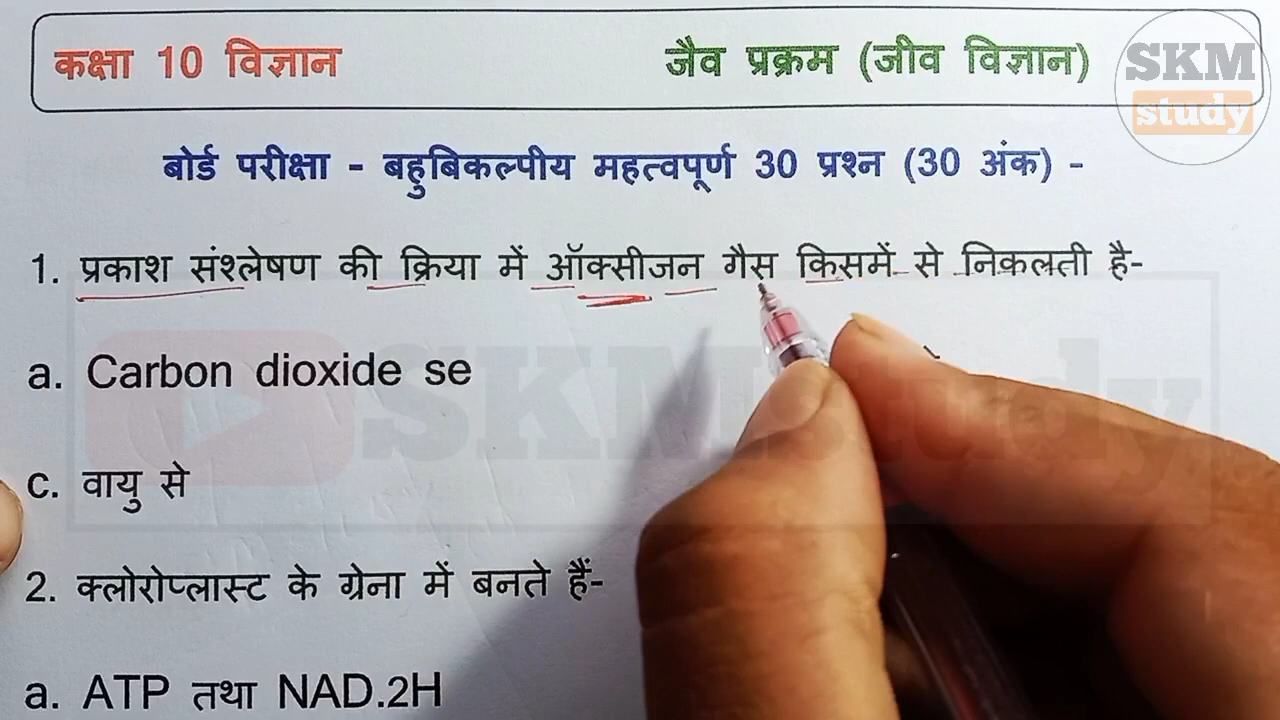 कक्षा 10 विज्ञान
जैव प्रक्रम (जीव विज्ञान)
SKM
study
बोर्ड परीक्षा - बहुबिकल्पीय महत्वपूर्ण 30 प्रश्न (30 अंक) -
1. प्रकाश संश्लेषण की क्रिया में ऑक्सीजन गैस किसमें से निकलती है-
a. Carbon dioxide se
SKMstudy
c. वायु से
2. क्लोरोप्लास्ट के ग्रेना में बनते हैं-
a. ATP तथा NAD.2H